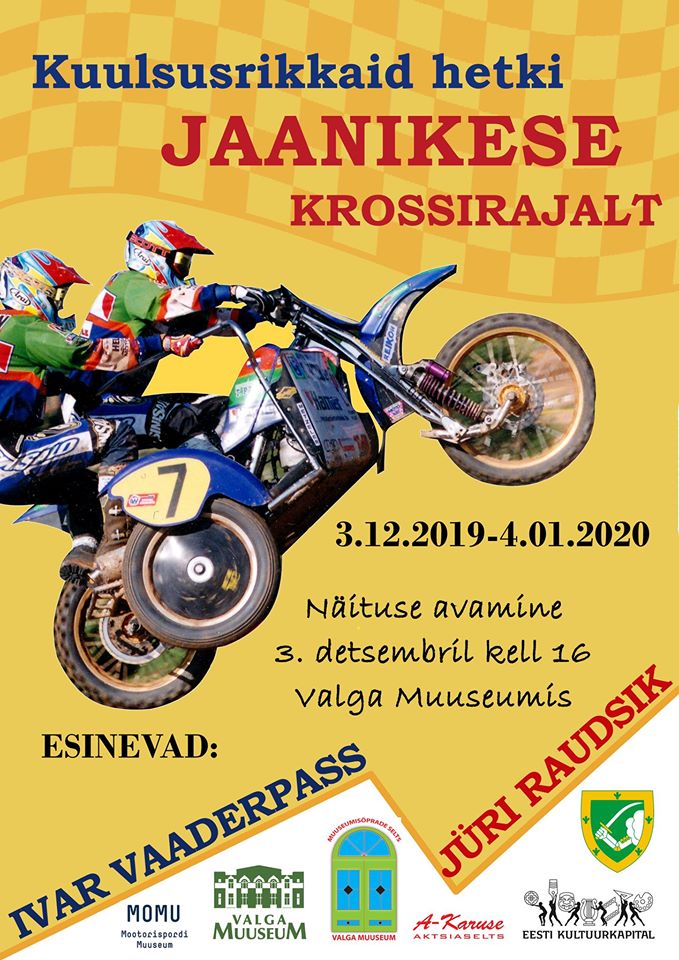 Kuulsusrikkaid hetki
JAANIKESE
KROSSIRAJALT
7
3.12.2019-4.01.2020
Näituse avamine
3. detsembril kell 16
Valga Muuseumis
ESINEVAD:
IVAR VAADERPASS
JÜRI RAUDSIK
MOMU
Mootorispordi
Muuseum
VALGA
MUUSEUM
MUUSEUMISÕPRADE SELTS
VALGA MUUSEUM
A-Karuse
AKTSIASELTS
EESTI KULTUURKAPITAL